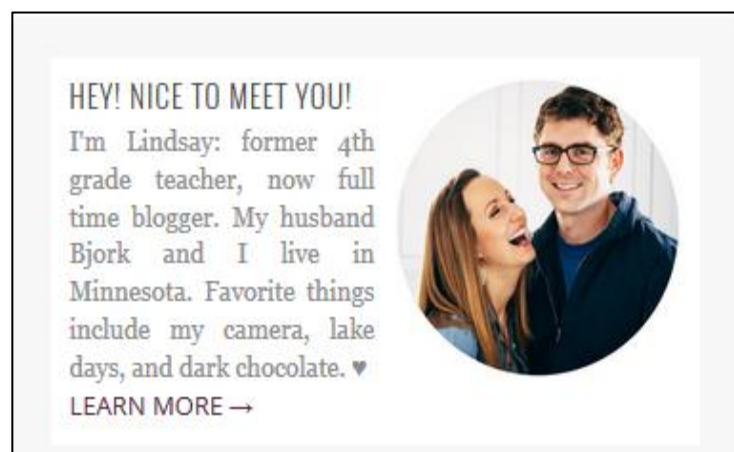 HEY! NICE TO MEET YOU!
I'm Lindsay: former 4th
grade teacher, now full
time blogger. My husband
Bjork and I live in
Minnesota. Favorite things
include my camera, lake
days, and dark chocolate. ♥
LEARN MORE →